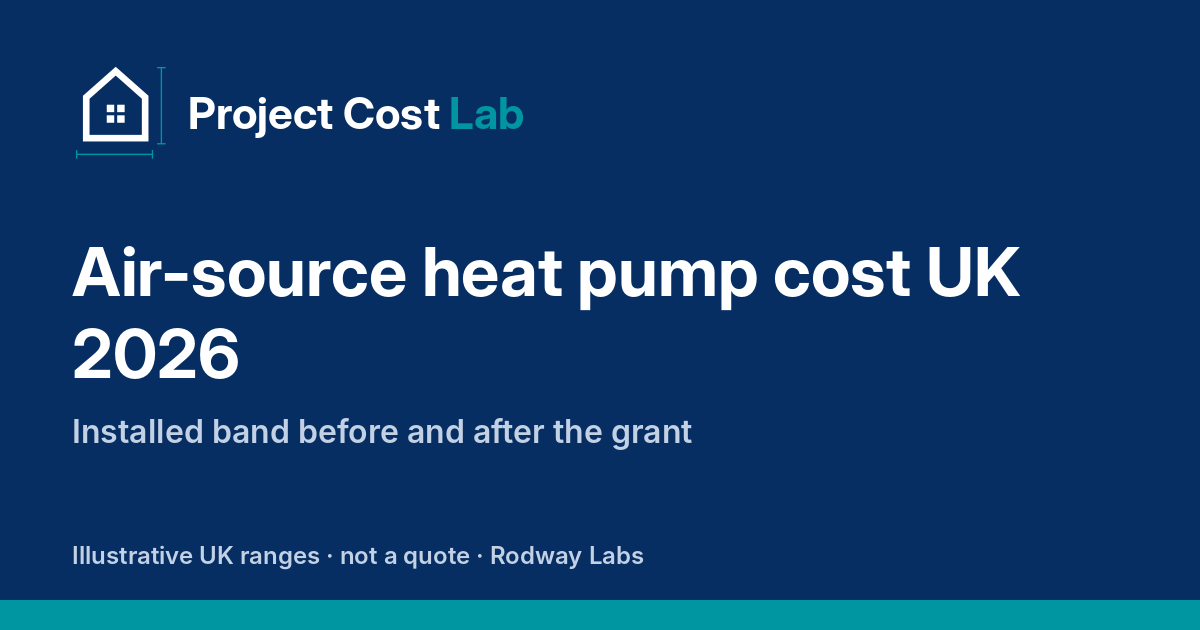 Project Cost Lab
Air-source heat pump cost UK
2026
Installed band before and after the grant
Illustrative UK ranges · not a quote · Rodway Labs